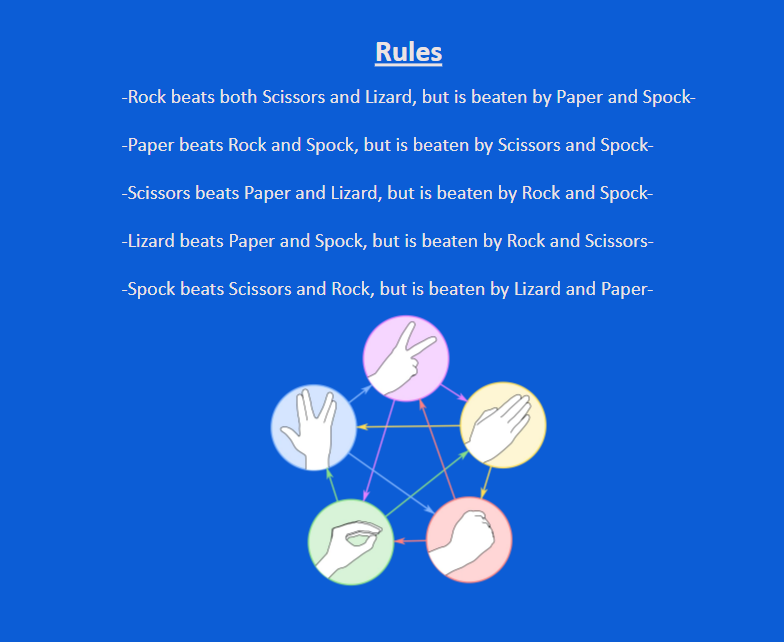 Rules
-Rock beats both Scissors and Lizard, but is beaten by Paper and Spock-
-Paper beats Rock and Spock, but is beaten by Scissors and Spock-
-Scissors beats Paper and Lizard, but is beaten by Rock and Spock-
-Lizard beats Paper and Spock, but is beaten by Rock and Scissors-
-Spock beats Scissors and Rock, but is beaten by Lizard and Paper-